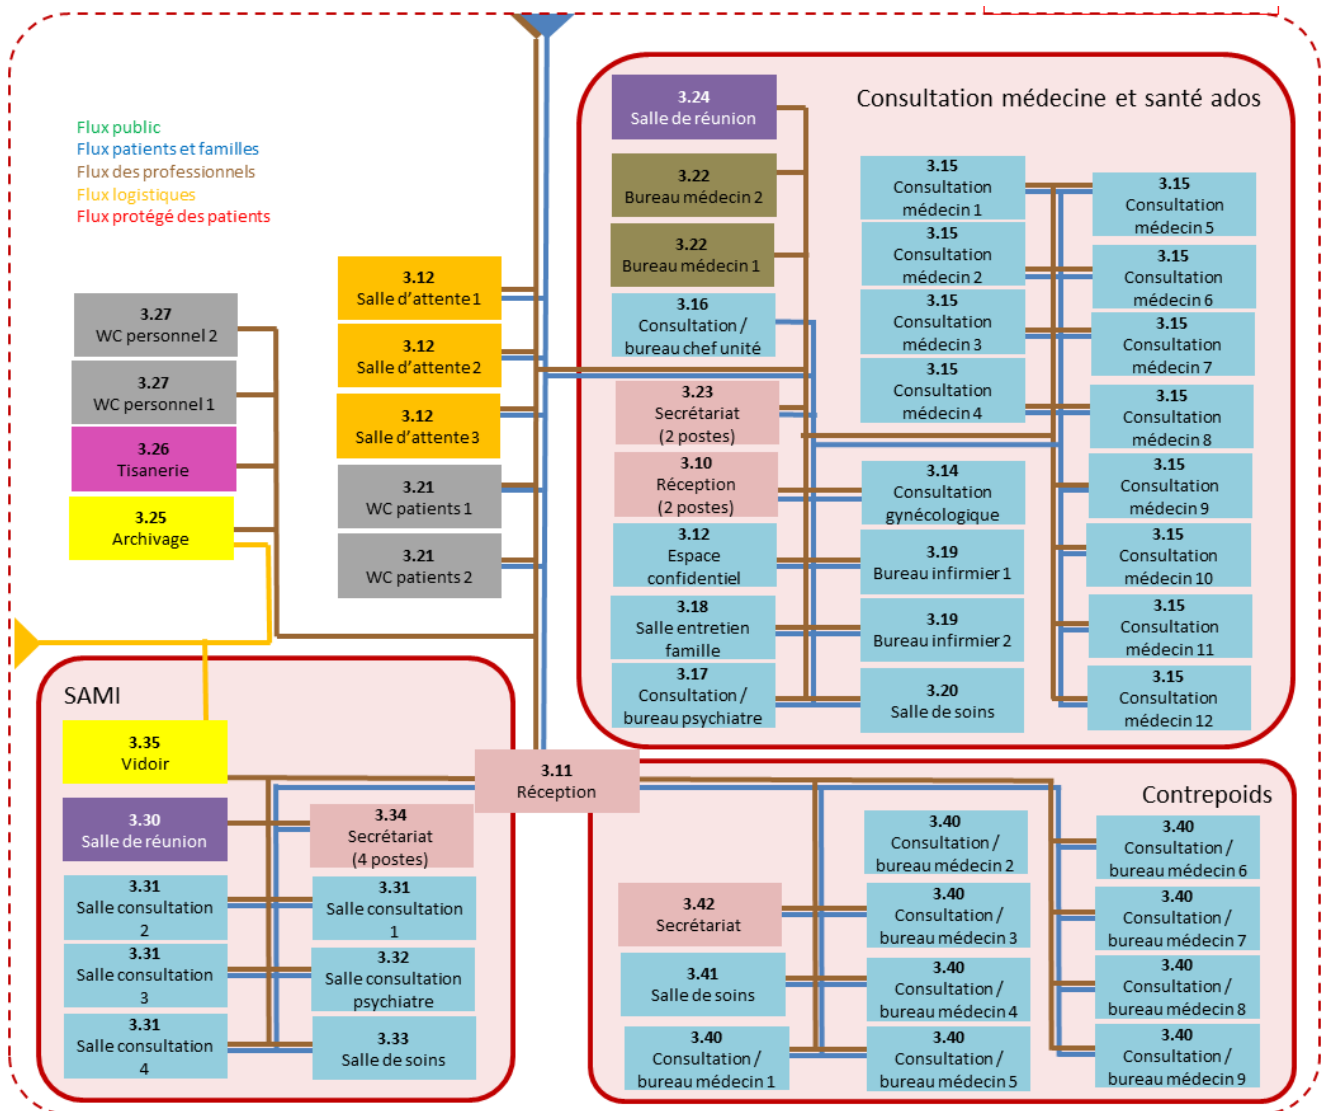 Flux public
Flux patients et familles
Flux des professionnels
Flux logistiques
Flux protégé des patients
3.27
WC personnel 2
3.27
WC personnel 1
3.26
Tisanerie
3.25
Archivage
3.12
Salle d'attente 1
3.12
Salle d'attente 2
3.12
Salle d'attente 3
3.21
WC patients 1
3.21
WC patients 2
Consultation médecine et santé ados
3.24
Salle de réunion
3.22
Bureau médecin 2
3.22
Bureau médecin 1
3.16
Consultation /
bureau chef unité
3.23
Secrétariat
(2 postes)
3.10
Réception
(2 postes)
3.12
Espace
confidentiel
3.18
Salle entretien
famille
3.17
Consultation /
bureau psychiatre
3.15
Consultation
médecin 1
3.15
Consultation
médecin 2
3.15
Consultation
médecin 3
3.15
Consultation
médecin 4
3.14
Consultation
gynécologique
3.19
Bureau infirmier 1
3.19
Bureau infirmier 2
3.20
Salle de soins
3.15
Consultation
médecin 5
3.15
Consultation
médecin 6
3.15
Consultation
médecin 7
3.15
Consultation
médecin 8
3.15
Consultation
médecin 9
3.15
Consultation
médecin 10
3.15
Consultation
médecin 11
3.15
Consultation
médecin 12
SAMI
3.35
Vidoir
3.30
Salle de réunion
3.31
Salle consultation
2
3.31
Salle consultation
3
3.31
Salle consultation
4
3.34
Secrétariat
(4 postes)
3.31
Salle consultation
1
3.32
Salle consultation
psychiatre
3.33
Salle de soins
3.11
Réception
Contrepoids
3.42
Secrétariat
3.41
Salle de soins
3.40
Consultation /
bureau médecin 1
3.40
Consultation /
bureau médecin 2
3.40
Consultation /
bureau médecin 3
3.40
Consultation /
bureau médecin 4
3.40
Consultation /
bureau médecin 5
3.40
Consultation /
bureau médecin 6
3.40
Consultation /
bureau médecin 7
3.40
Consultation /
bureau médecin 8
3.40
Consultation /
bureau médecin 9